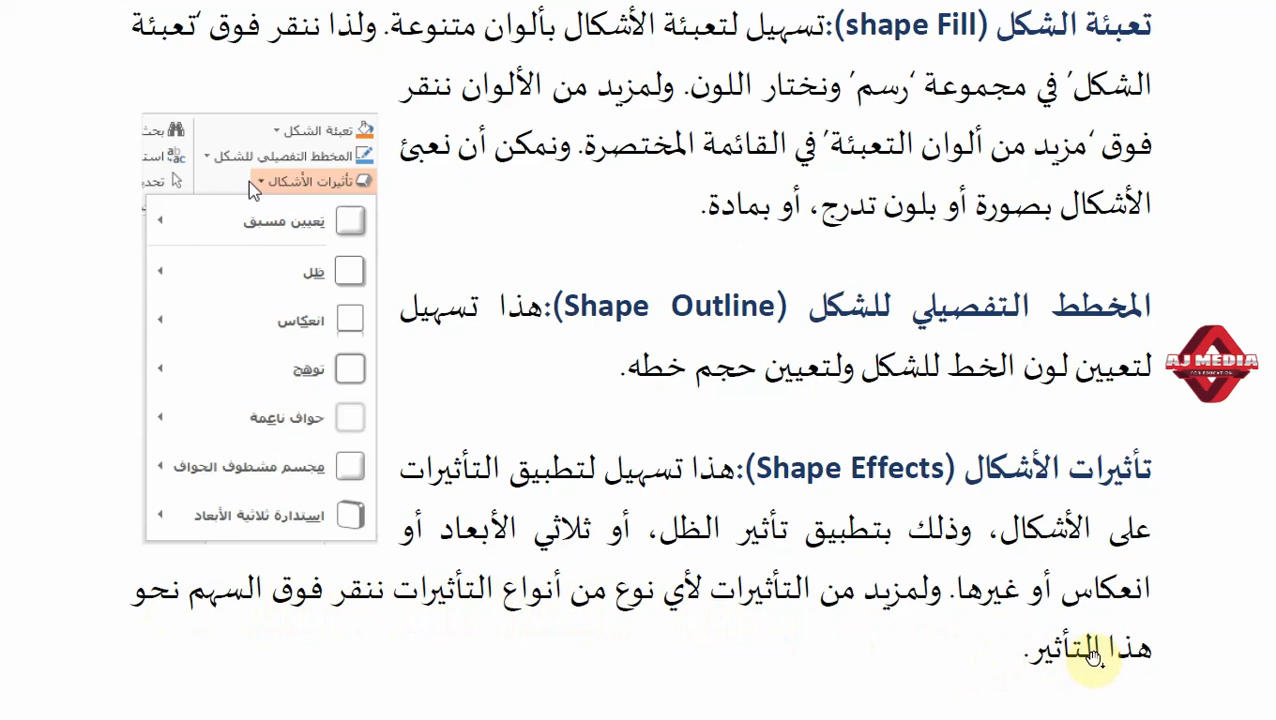 تعبئة الشكل (shape Fill):تسهيل لتعبئة الأشكال بألوان متنوعة. ولذا ننقر فوق ‘تعبئة
الشكل’ في مجموعة ‘رسم’ ونختار اللون. ولمزيد من الألوان ننقر
فوق ‘مزيد من ألوان التعبئة’ في القائمة المختصرة. ونمكن أن نعبئ
الأشكال بصورة أو بلون تدرج، أو بمادة.
تعبئة الشكل
بحث
المخطط التفصيلي للشكل
است
تأثيرات الأشكال
تحدي
تعيين مسبق
ظل
انعكاس
توهج
حواف ناعمة
مجسم مشطوف الحواف
استدارة ثلاثية الأبعاد
المخطط التفصيلي للشكل (Shape Outline):هذا تسهيل
لتعيين لون الخط للشكل ولتعيين حجم خطه.
AJ MEDIA
FOR EDUCATION
تأثيرات الأشكال (Shape Effects):هذا تسهيل لتطبيق التأثيرات
على الأشكال، وذلك بتطبيق تأثير الظل، أو ثلاثي الأبعاد أو
انعكاس أو غيرها. ولمزيد من التأثيرات لأي نوع من أنواع التأثيرات ننقر فوق السهم نحو
هذا التأثير.